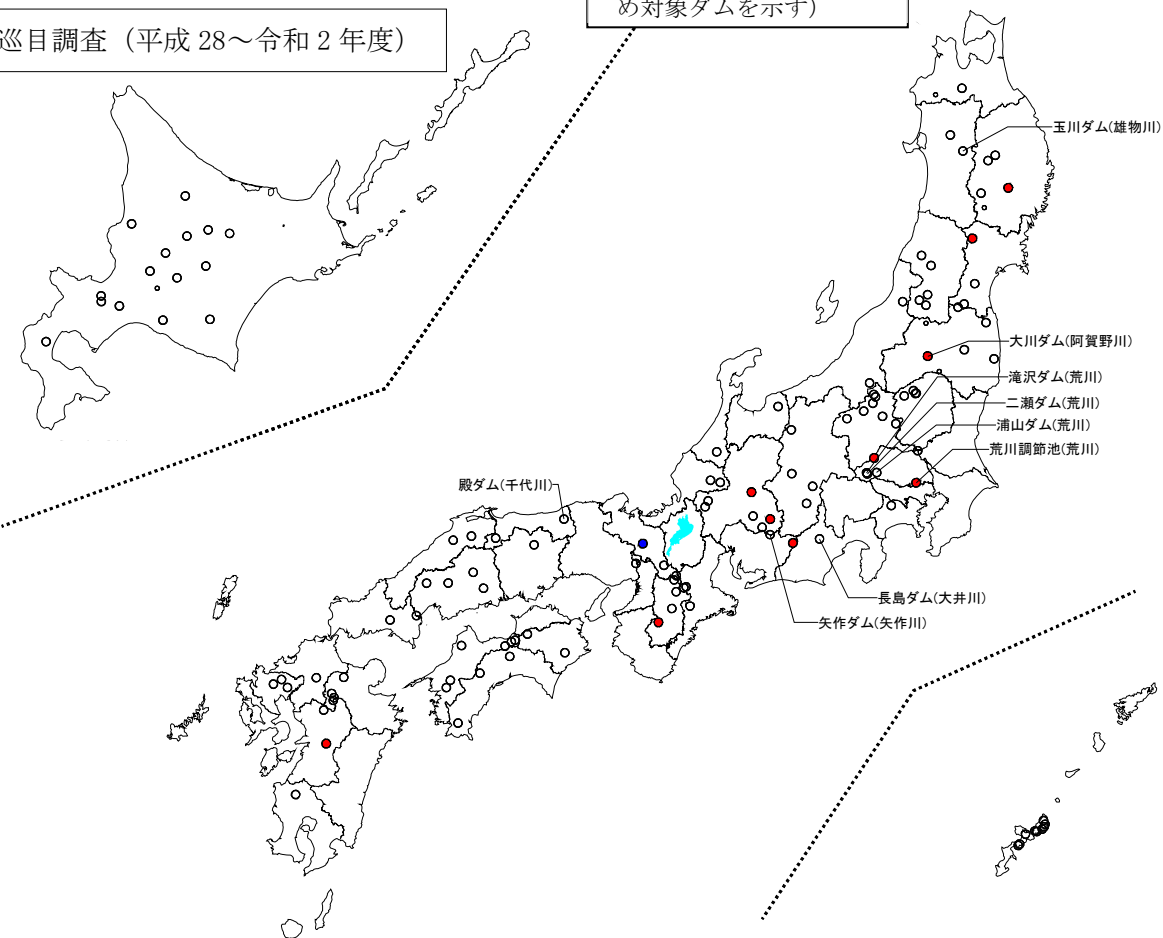 巡目調査（平成 28～令和 2 年度）
め対象ダムを示す）
玉川ダム(雄物川)
大川ダム(阿賀野川)
滝沢ダム(荒川)
二瀬ダム(荒川)
浦山ダム(荒川)
荒川調節池(荒川)
殿ダム(千代川)
長島ダム(大井川)
矢作ダム(矢作川)